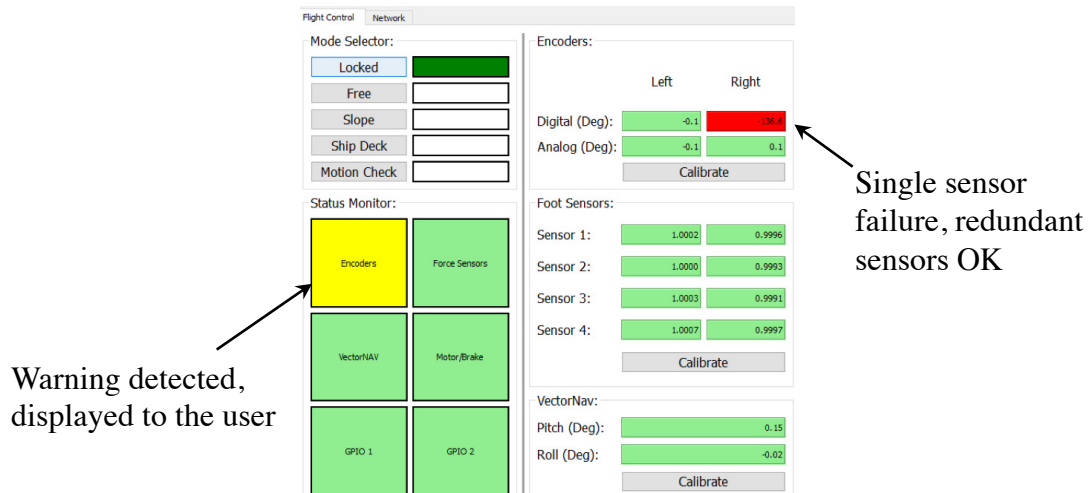 Flight Control Network
Mode Selector:
Locked
Free
Slope
Ship Deck
Motion Check
Status Monitor:
Encoders Force Sensors
VectorNAV Motor/Brake
GPIO 1 GPIO 2
Encoders:
Left Right
Digital (Deg): -0.1 -136.6
Analog (Deg): -0.1 0.1
Calibrate
Foot Sensors:
Sensor 1: 1.0002 0.9996
Sensor 2: 1.0000 0.9993
Sensor 3: 1.0003 0.9991
Sensor 4: 1.0007 0.9997
Calibrate
VectorNav:
Pitch (Deg): 0.15
Roll (Deg): -0.02
Calibrate
Single sensor
failure, redundant
sensors OK
Warning detected,
displayed to the user